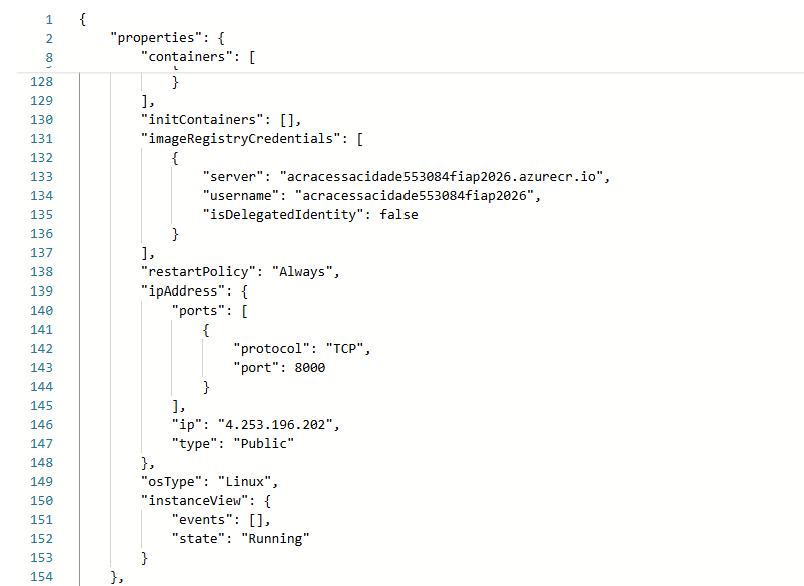 1 {
2 "properties": {
8 "containers": [
128 }
129 ],
130 "initContainers": [],
131 "imageRegistryCredentials": [
132 {
133 "server": "acracessacidade553084fiap2026.azurecr.io",
134 "username": "acracessacidade553084fiap2026",
135 "isDelegatedIdentity": false
136 }
137 ],
138 "restartPolicy": "Always",
139 "ipAddress": {
140 "ports": [
141 {
142 "protocol": "TCP",
143 "port": 8000
144 }
145 ],
146 "ip": "4.253.196.202",
147 "type": "Public"
148 },
149 "osType": "Linux",
150 "instanceView": {
151 "events": [],
152 "state": "Running"
153 }
154 },